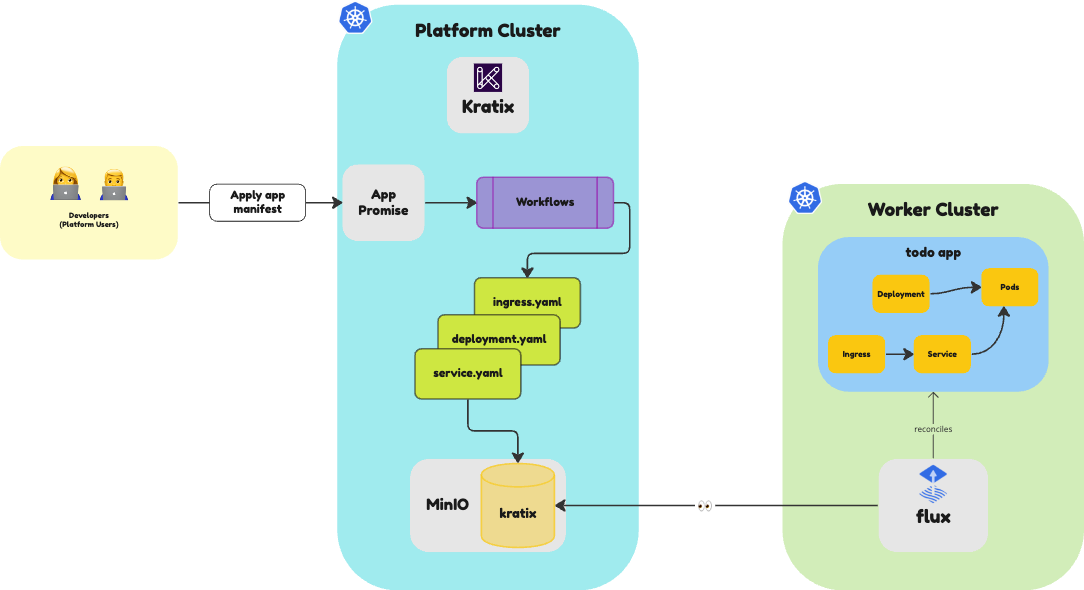 Platform Cluster
Kratix
Developers
(Platform Users)
Apply app
manifest
App
Promise
Workflows
ingress.yaml
deployment.yaml
service.yaml
MinIO
kratix
Worker Cluster
todo app
Deployment
Pods
Ingress
Service
reconciles
flux